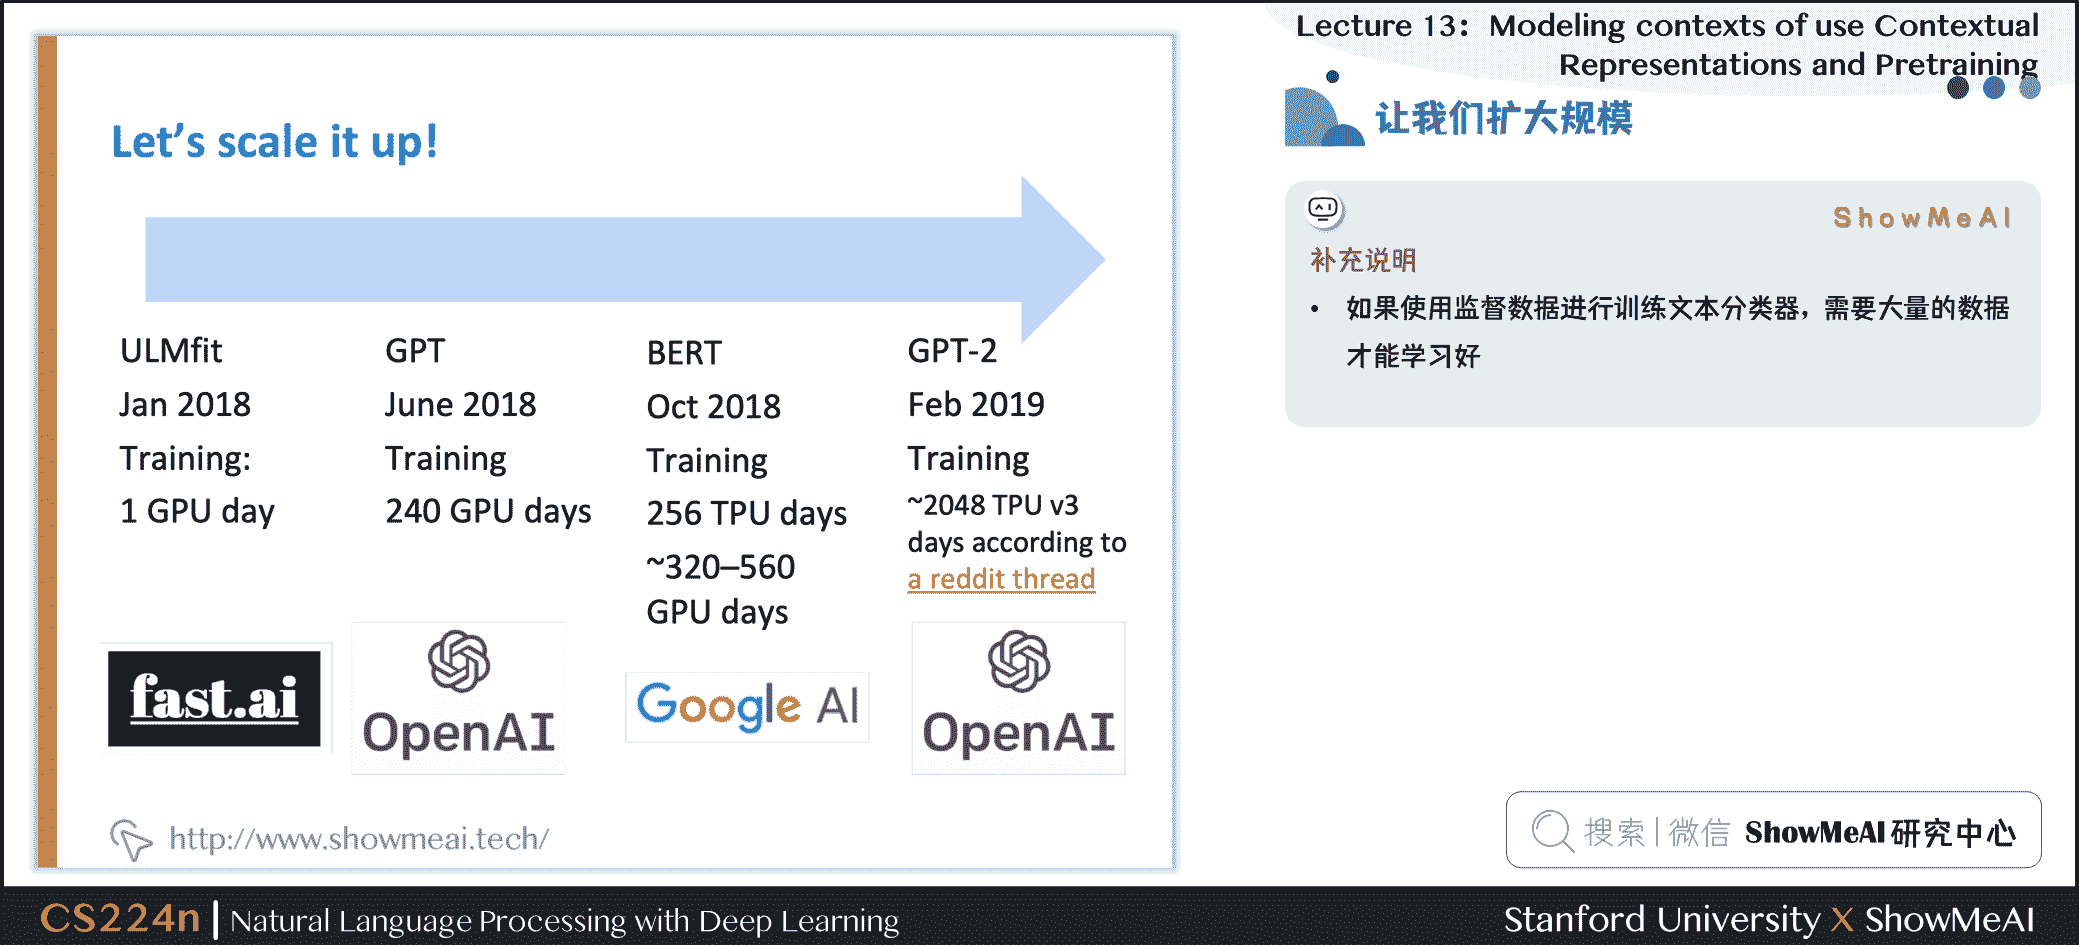 Lecture 13: Modeling contexts of use Contextual
Representations and Pretraining
让我们扩大规模
Let's scale it up!
ULMfit
Jan 2018
Training:
1 GPU day
fast.ai
GPT
June 2018
Training
240 GPU days
OpenAI
BERT
Oct 2018
Training
256 TPU days
~320–560
GPU days
Google AI
GPT-2
Feb 2019
Training
~2048 TPU v3
days according to
a reddit thread
OpenAI
http://www.showmeai.tech/
ShowMeAI
补充说明
• 如果使用监督数据进行训练文本分类器，需要大量的数据
才能学习好
搜索|微信 ShowMeAI 研究中心
CS224n | Natural Language Processing with Deep Learning
Stanford University X ShowMeAI